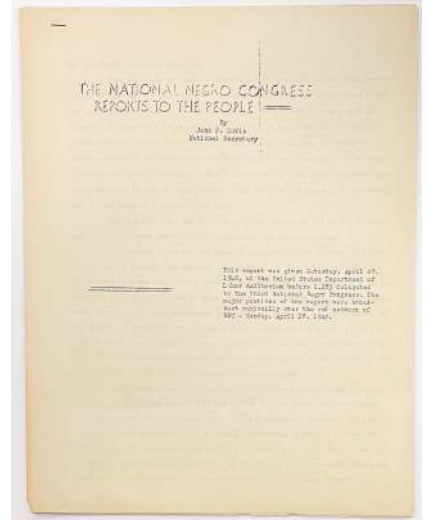 THE NATIONAL NEGRO CONGRESS
REPORTS TO THE PEOPLE
By
John P. Davis
National Secretary
This report was given Saturday, April 27,
1940, at the United States Department of
Labor Auditorium before 1,285 delegates
to the Third National Negro Congress. The
major portions of the report were broad-
cast nationally over the red network of
NBC - Sunday, April 28, 1940.